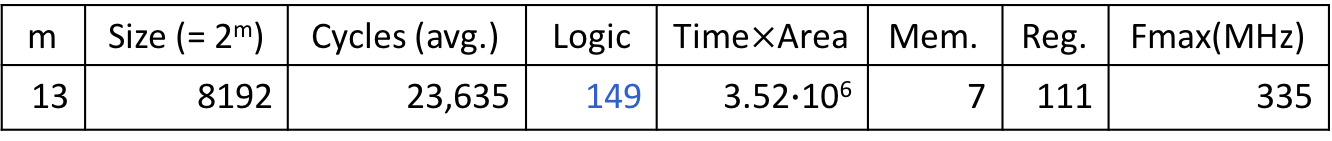 m Size (= 2ᵐ) Cycles (avg.) Logic Time×Area Mem. Reg. Fmax(MHz)
13 8192 23,635 149 3.52·10⁶ 7 111 335